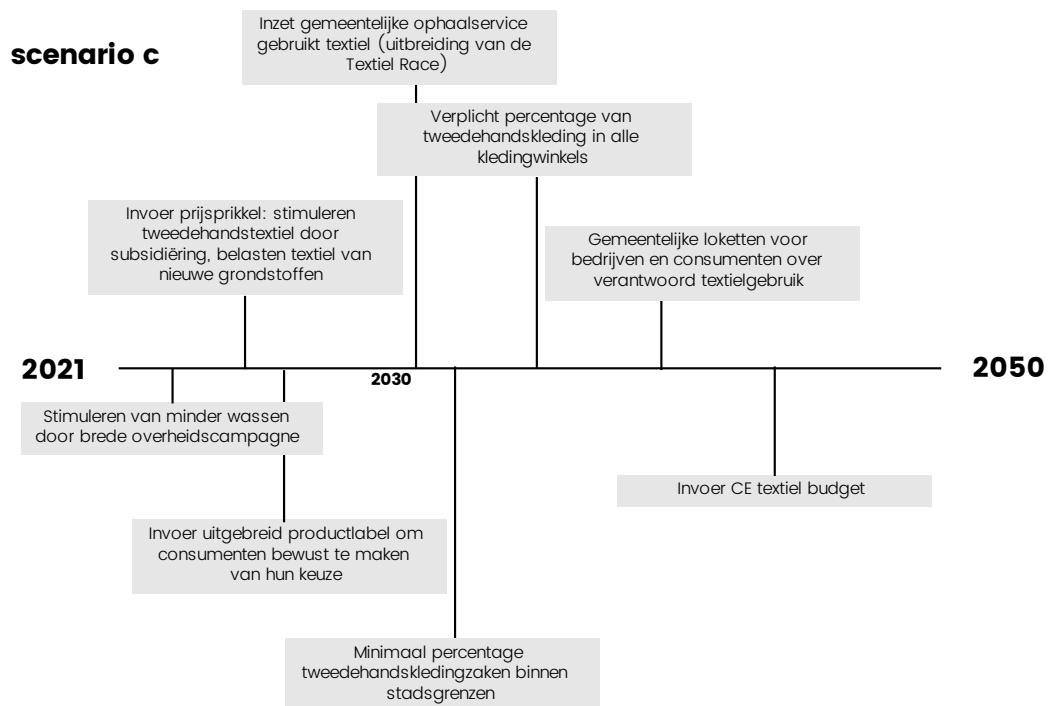 scenario c
Inzet gemeentelijke ophaalservice
gebruikt textiel (uitbreiding van de
Textiel Race)
Verplicht percentage van
tweedehandskleding in alle
kledingwinkels
Invoer prijsprikkel: stimuleren
tweedehandstextiel door
subsidiëring, belasten textiel van
nieuwe grondstoffen
Gemeentelijke loketten voor
bedrijven en consumenten over
verantwoord textielgebruik
2021
2030
2050
Stimuleren van minder wassen
door brede overheidscampagne
Invoer CE textiel budget
Invoer uitgebreid productlabel om
consumenten bewust te maken
van hun keuze
Minimaal percentage
tweedehandskledingzaken binnen
stadsgrenzen